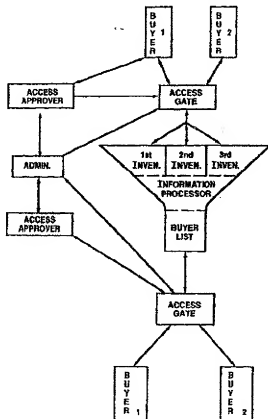 BUYER 1
BUYER 2
ACCESS
APPROVER
ACCESS
GATE
1st
INVEN.
2nd
INVEN.
3rd
INVEN.
ADMIN.
INFORMATION
PROCESSOR
ACCESS
APPROVER
BUYER
LIST
ACCESS
GATE
BUYER 1
BUYER 2